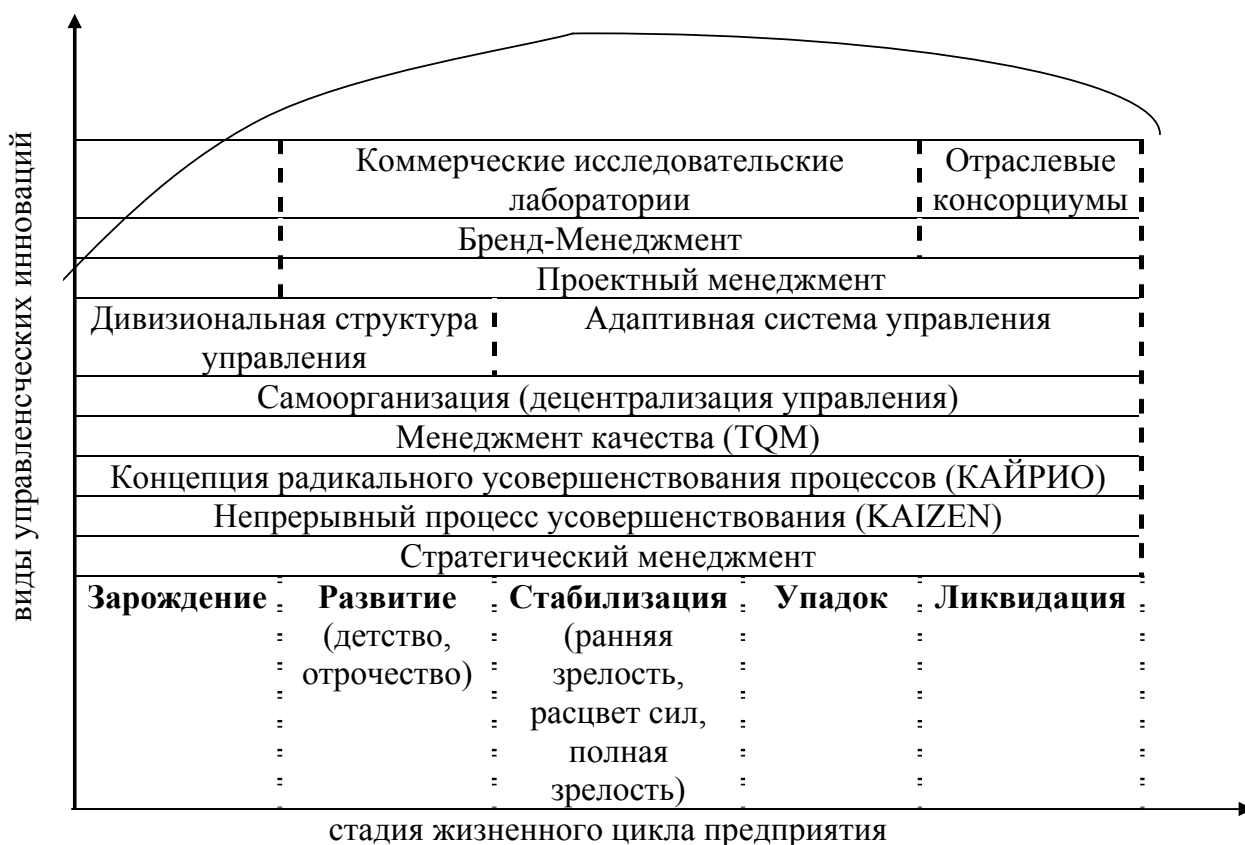 виды управленсческих инноваций
Коммерческие исследовательские
лаборатории
Отраслевые
консорциумы
Бренд-Менеджмент
Проектный менеджмент
Дивизиональная структура
управления
Адаптивная система управления
Самоорганизация (децентрализация управления)
Менеджмент качества (TQM)
Концепция радикального усовершенствования процессов (КАЙРИО)
Непрерывный процесс усовершенствования (KAIZEN)
Стратегический менеджмент
Зарождение
Развитие
(детство,
отрочество)
Стабилизация
(ранняя
зрелость,
расцвет сил,
полная
зрелость)
Упадок
Ликвидация
стадия жизненного цикла предприятия